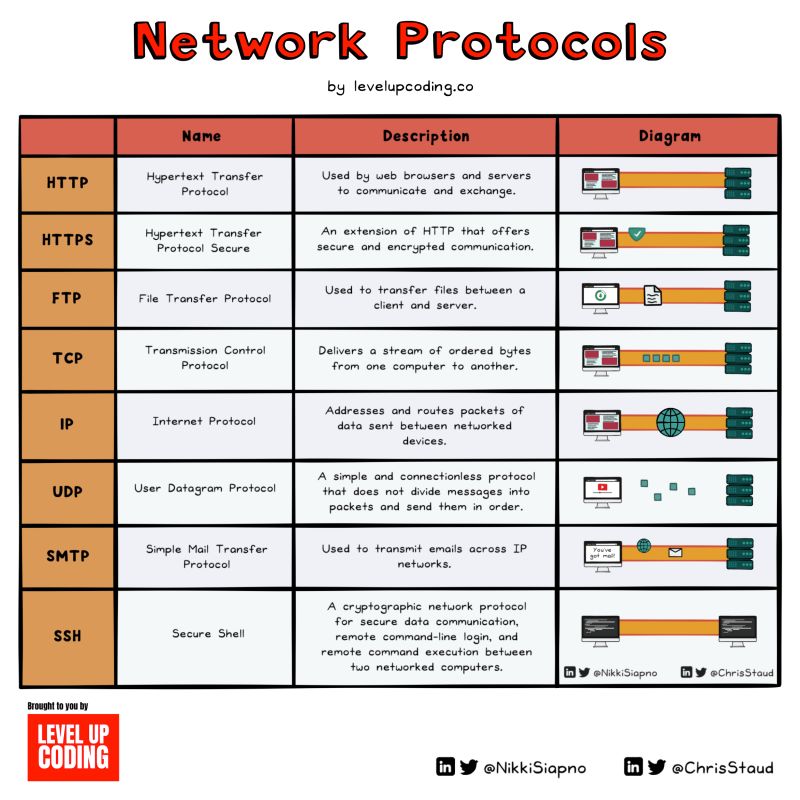 Network Protocols
by levelupcoding.co
Name
Description
Diagram
HTTP
Hypertext Transfer
Protocol
Used by web browsers and servers
to communicate and exchange.
HTTPS
Hypertext Transfer
Protocol Secure
An extension of HTTP that offers
secure and encrypted communication.
FTP
File Transfer Protocol
Used to transfer files between a
client and server.
TCP
Transmission Control
Protocol
Delivers a stream of ordered bytes
from one computer to another.
IP
Internet Protocol
Addresses and routes packets of
data sent between networked
devices.
UDP
User Datagram Protocol
A simple and connectionless protocol
that does not divide messages into
packets and send them in order.
SMTP
Simple Mail Transfer
Protocol
Used to transmit emails across IP
networks.
You've
got mail!
SSH
Secure Shell
A cryptographic network protocol
for secure data communication,
remote command-line login, and
remote command execution between
two networked computers.
in @NikkiSiapno in @ChrisStaud
Brought to you by
LEVEL UP
CODING
in @NikkiSiapno in @ChrisStaud